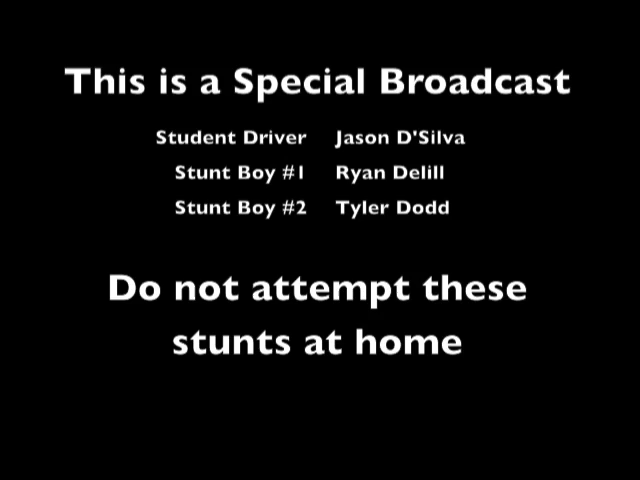 This is a Special Broadcast
Student Driver Jason D'Silva
Stunt Boy #1 Ryan Delill
Stunt Boy #2 Tyler Dodd
Do not attempt these
stunts at home